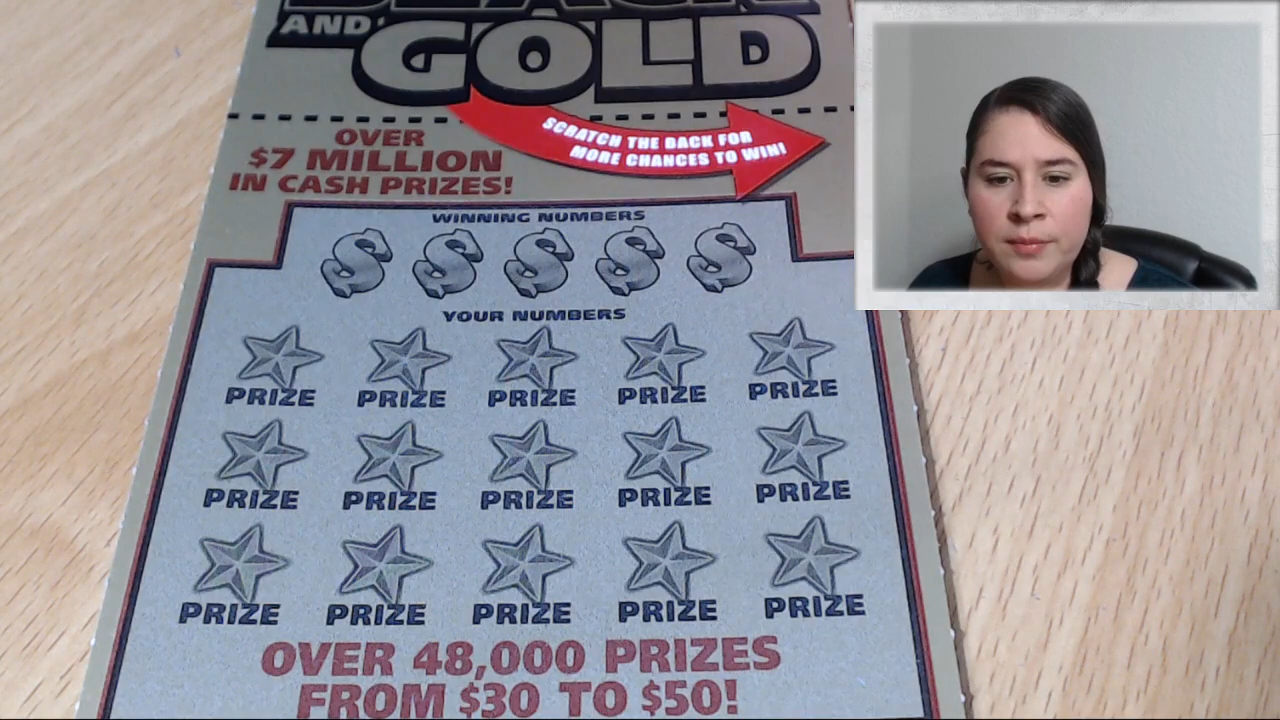 BLACK
AND
GOLD
SCRATCH THE BACK FOR
MORE CHANCES TO WIN!
OVER
$7 MILLION
IN CASH PRIZES!
WINNING NUMBERS
$ $ $ $ $
YOUR NUMBERS
PRIZE PRIZE PRIZE PRIZE PRIZE
PRIZE PRIZE PRIZE PRIZE PRIZE
PRIZE PRIZE PRIZE PRIZE PRIZE
OVER 48,000 PRIZES
FROM $30 TO $50!